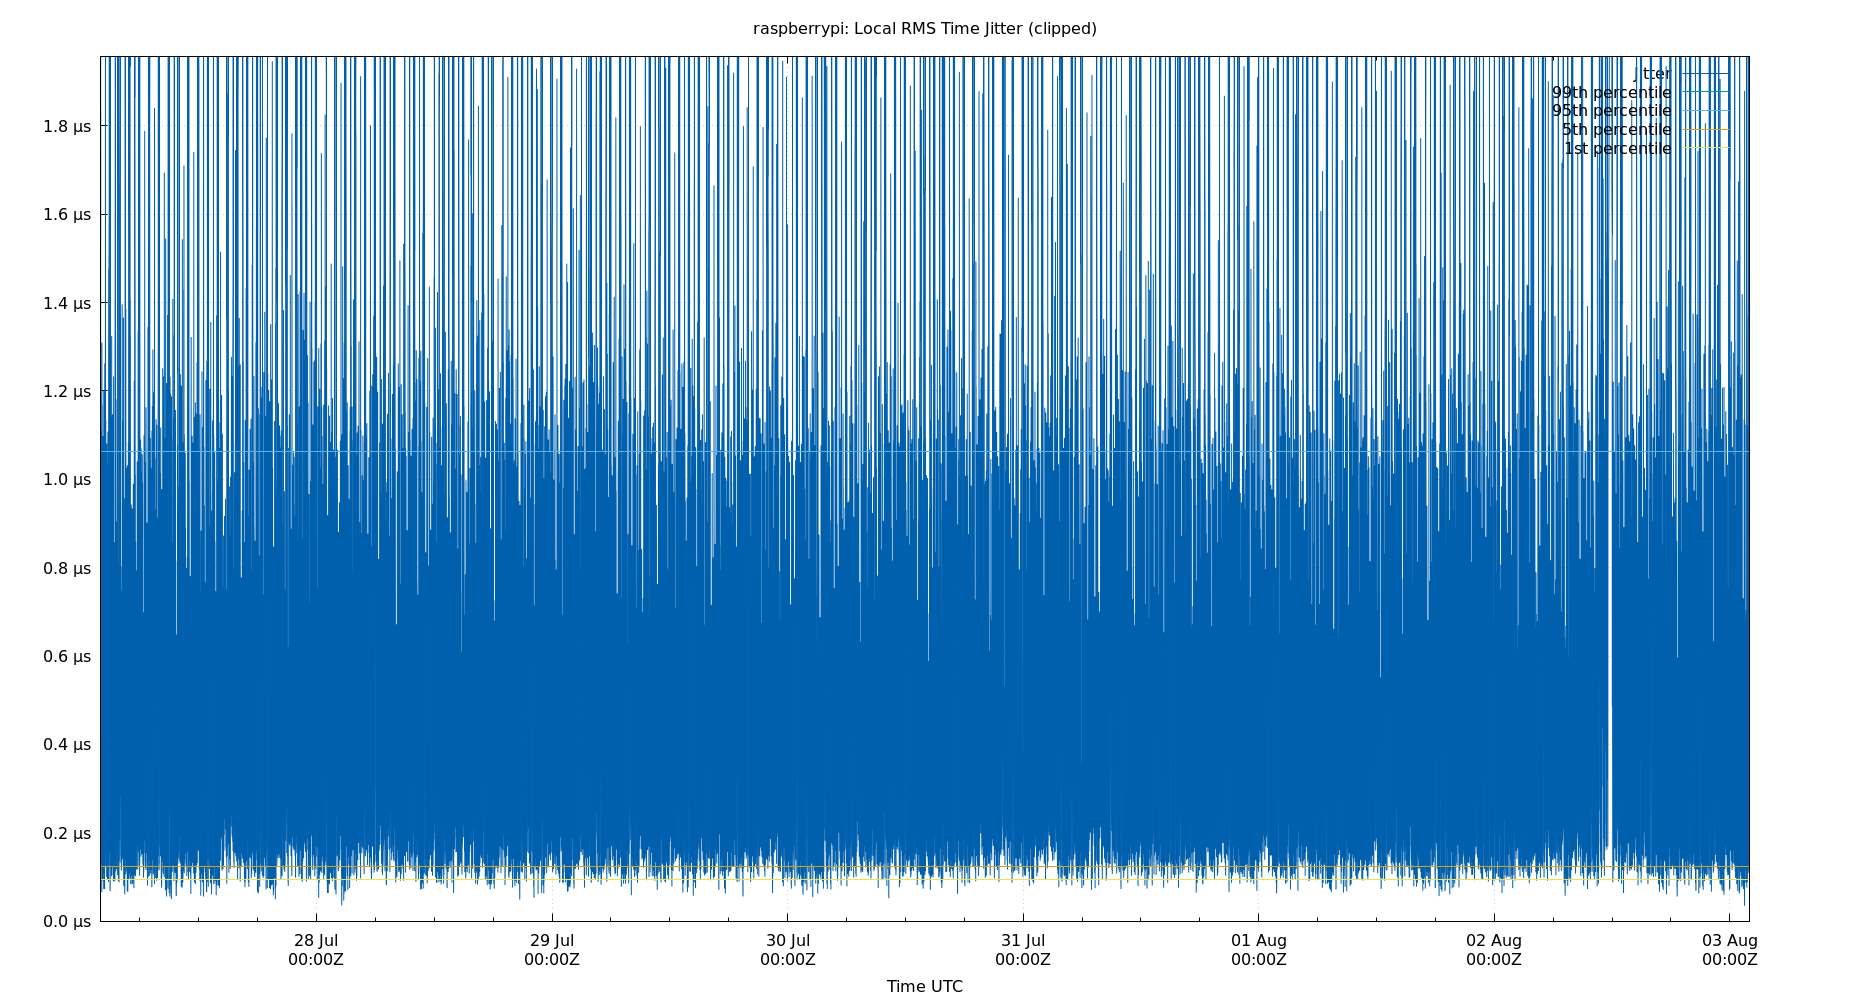 raspberrypi: Local RMS Time Jitter (clipped)
Jitter
99th percentile
95th percentile
5th percentile
1st percentile
1.8 µs
1.6 µs
1.4 µs
1.2 µs
1.0 µs
0.8 µs
0.6 µs
0.4 µs
0.2 µs
0.0 µs
28 Jul 29 Jul 30 Jul 31 Jul 01 Aug 02 Aug 03 Aug
00:00Z 00:00Z 00:00Z 00:00Z 00:00Z 00:00Z 00:00Z
Time UTC